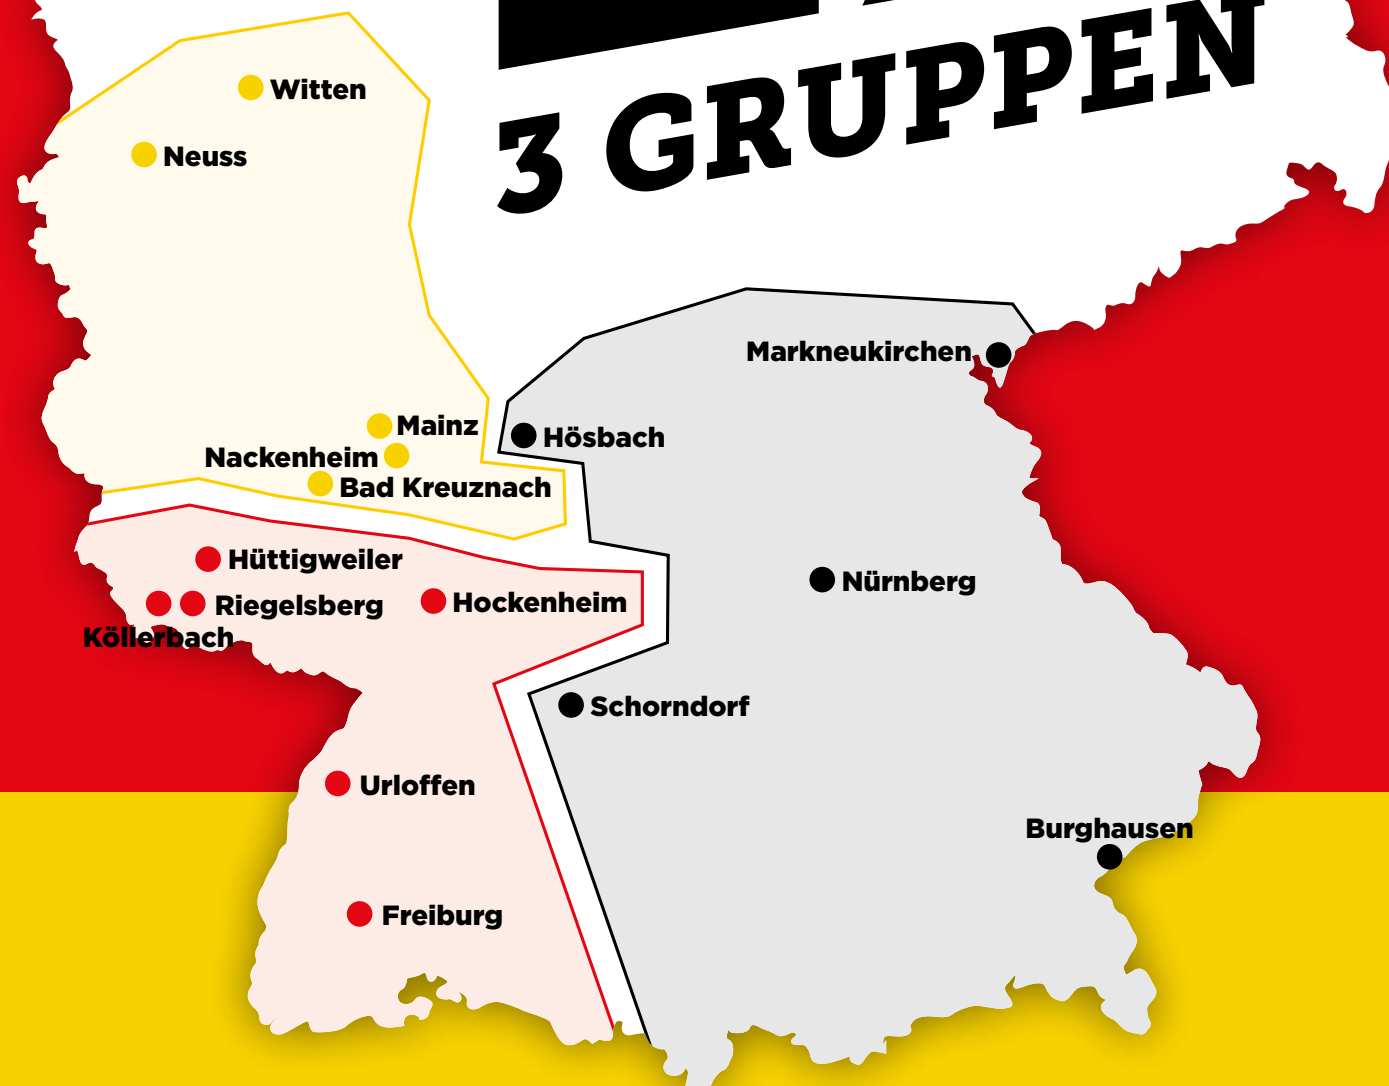 3 GRUPPEN
Witten
Neuss
Markneukirchen
Mainz
Hösbach
Nackenheim
Bad Kreuznach
Hüttigweiler
Nürnberg
Riegelsberg
Hockenheim
Köllerbach
Schorndorf
Urloffen
Burghausen
Freiburg